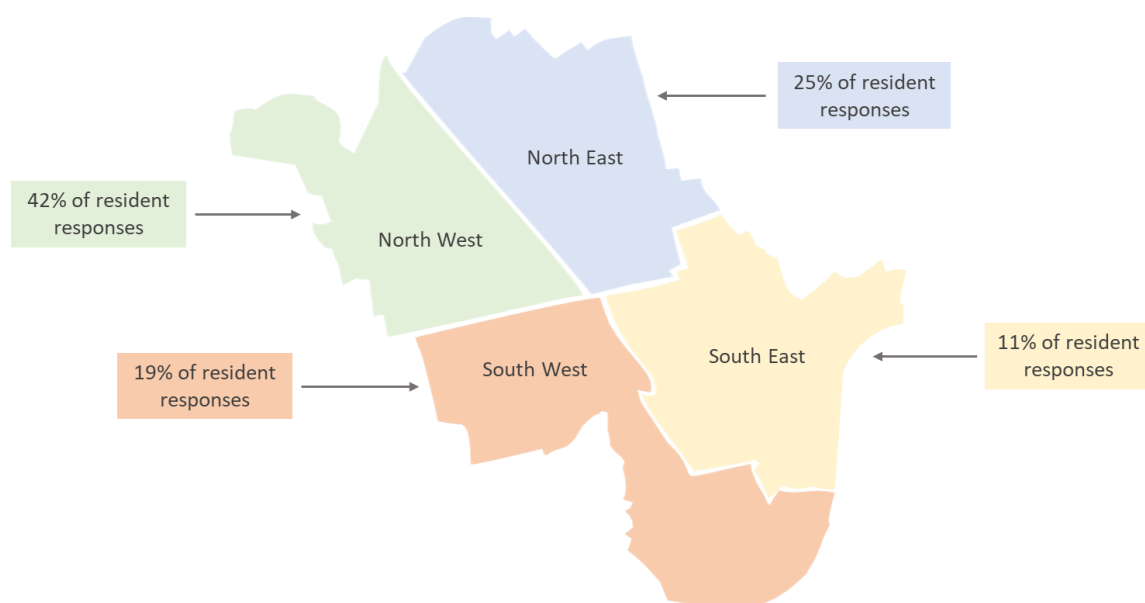 25% of resident
responses
North East
42% of resident
responses
North West
South East
11% of resident
responses
South West
19% of resident
responses